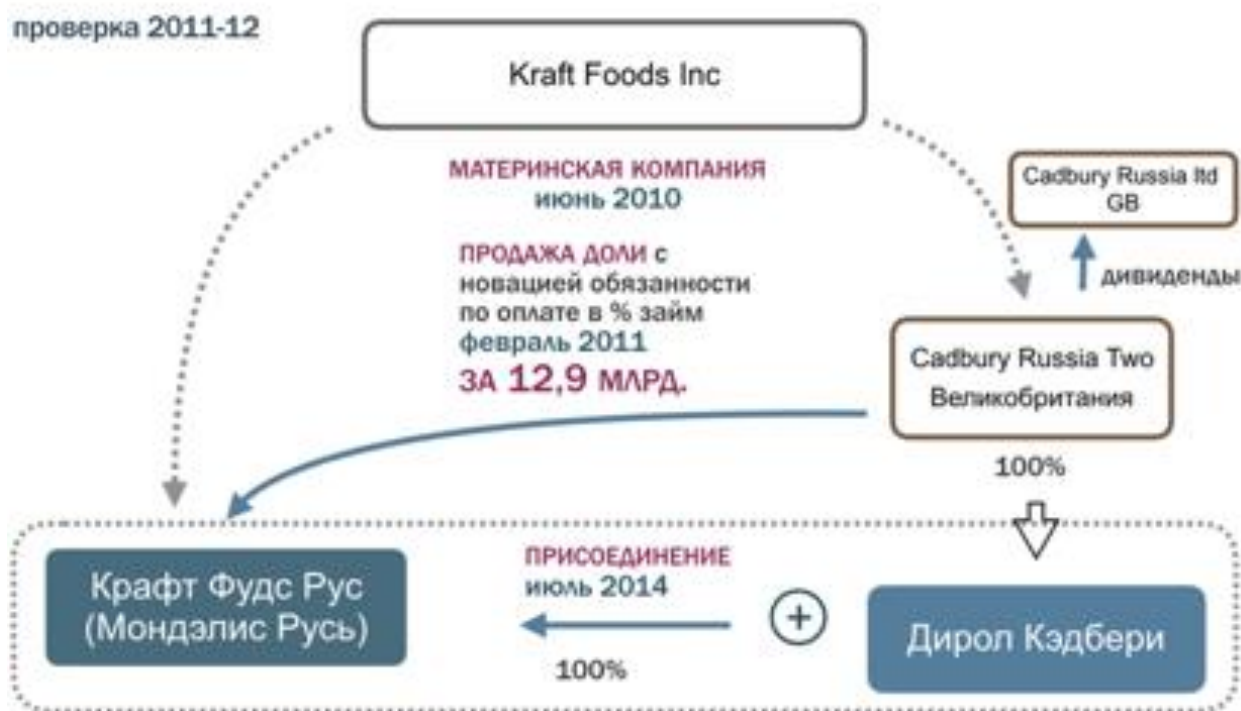 проверка 2011-12
Kraft Foods Inc
МАТЕРИНСКАЯ КОМПАНИЯ
июнь 2010
Cadbury Russia ltd
GB
ПРОДАЖА ДОЛИ с
новацией обязанности
по оплате в % займ
февраль 2011
ЗА 12,9 МЛРД.
дивиденды
Cadbury Russia Two
Великобритания
100%
Крафт Фудс Рус
(Мондэлис Русь)
ПРИСОЕДИНЕНИЕ
июль 2014
100%
+
Дирол Кэдбери